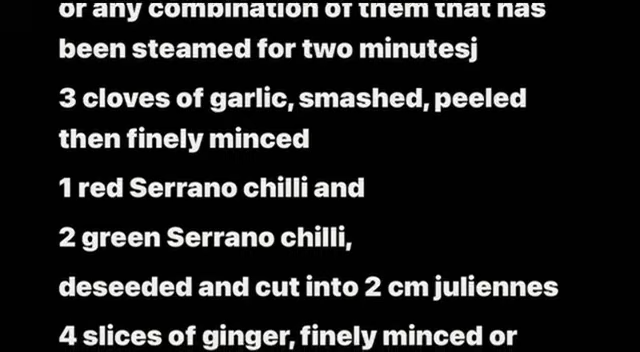 or any combination of them that has
been steamed for two minutesj
3 cloves of garlic, smashed, peeled
then finely minced
1 red Serrano chilli and
2 green Serrano chilli,
deseeded and cut into 2 cm juliennes
4 slices of ginger, finely minced or